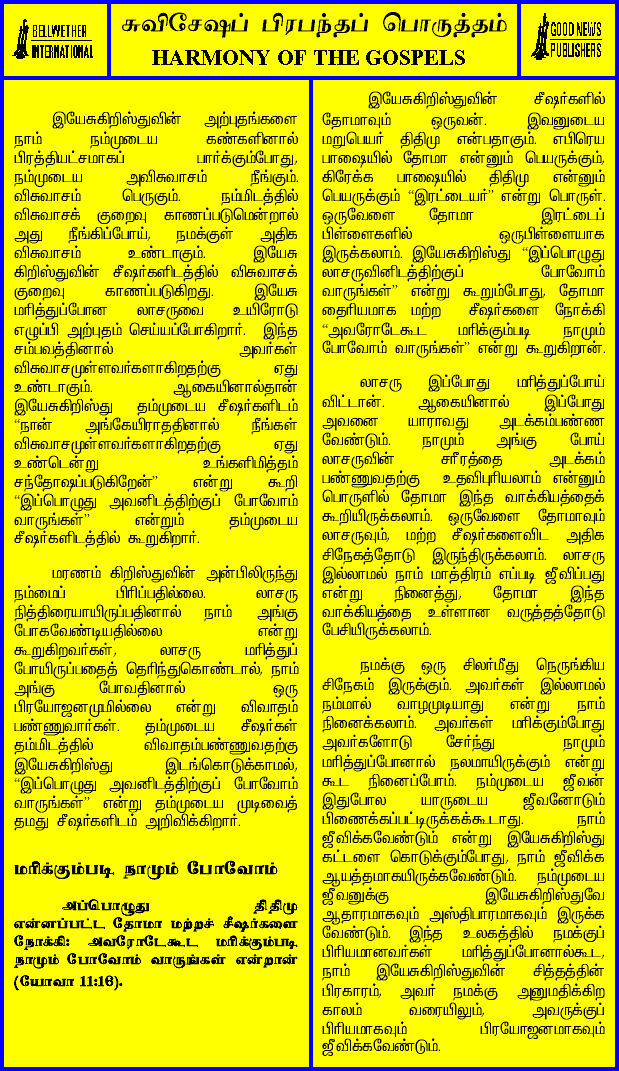 BELLWETHER
INTERNATIONAL
சுவிசேஷப் பிரபந்தப் பொருத்தம்
HARMONY OF THE GOSPELS
GOOD NEWS
PUBLISHERS
இயேசுகிறிஸ்துவின் அற்புதங்களை
நாம் நம்முடைய கண்களினால்
பிரத்தியட்சமாகப் பார்க்கும்போது,
நம்முடைய அவிசுவாசம் நீங்கும்.
விசுவாசம் பெருகும். நம்மிடத்தில்
விசுவாசக் குறைவு காணப்படுமென்றால்
அது நீங்கிப்போய், நமக்குள் அதிக
விசுவாசம் உண்டாகும். இயேசு
கிறிஸ்துவின் சீஷர்களிடத்தில் விசுவாசக்
குறைவு காணப்படுகிறது. இயேசு
மரித்துப்போன லாசருவை உயிரோடு
எழுப்பி அற்புதம் செய்யப்போகிறார். இந்த
சம்பவத்தினால் அவர்கள்
விசுவாசமுள்ளவர்களாகிறதற்கு ஏது
உண்டாகும். ஆகையினால்தான்
இயேசுகிறிஸ்து தம்முடைய சீஷர்களிடம்
“நான் அங்கேயிராததினால் நீங்கள்
விசுவாசமுள்ளவர்களாகிறதற்கு ஏது
உண்டென்று உங்களிமித்தம்
சந்தோஷப்படுகிறேன்” என்று கூறி
“இப்பொழுது அவனிடத்திற்குப் போவோம்
வாருங்கள்” என்றும் தம்முடைய
சீஷர்களிடத்தில் கூறுகிறார்.
மரணம் கிறிஸ்துவின் அன்பிலிருந்து
நம்மைப் பிரிப்பதில்லை. லாசரு
நித்திரையாயிருப்பதினால் நாம் அங்கு
போகவேண்டியதில்லை என்று
கூறுகிறவர்கள், லாசரு மரித்துப்
போயிருப்பதைத் தெரிந்துகொண்டால், நாம்
அங்கு போவதினால் ஒரு
பிரயோஜனமுமில்லை என்று விவாதம்
பண்ணுவார்கள். தம்முடைய சீஷர்கள்
தம்மிடத்தில் விவாதம்பண்ணுவதற்கு
இயேசுகிறிஸ்து இடங்கொடுக்காமல்,
“இப்பொழுது அவனிடத்திற்குப் போவோம்
வாருங்கள்” என்று தம்முடைய முடிவைத்
தமது சீஷர்களிடம் அறிவிக்கிறார்.
மரிக்கும்படி நாமும் போவோம்
அப்பொழுது திதிமு
என்னப்பட்ட தோமா மற்றச் சீஷர்களை
நோக்கி: அவரோடேகூட மரிக்கும்படி
நாமும் போவோம் வாருங்கள் என்றான்
(யோவா 11:16).
இயேசுகிறிஸ்துவின் சீஷர்களில்
தோமாவும் ஒருவன். இவனுடைய
மறுபெயர் திதிமு என்பதாகும். எபிரெய
பாஷையில் தோமா என்னும் பெயருக்கும்,
கிரேக்க பாஷையில் திதிமு என்னும்
பெயருக்கும் “இரட்டையர்” என்று பொருள்.
ஒருவேளை தோமா இரட்டைப்
பிள்ளைகளில் ஒருபிள்ளையாக
இருக்கலாம். இயேசுகிறிஸ்து “இப்பொழுது
லாசருவினிடத்திற்குப் போவோம்
வாருங்கள்” என்று கூறும்போது, தோமா
தைரியமாக மற்ற சீஷர்களை நோக்கி
“அவரோடேகூட மரிக்கும்படி நாமும்
போவோம் வாருங்கள்” என்று கூறுகிறான்.
லாசரு இப்போது மரித்துப்போய்
விட்டான். ஆகையினால் இப்போது
அவனை யாராவது அடக்கம்பண்ண
வேண்டும். நாமும் அங்கு போய்
லாசருவின் சரீரத்தை அடக்கம்
பண்ணுவதற்கு உதவிபுரியலாம் என்னும்
பொருளில் தோமா இந்த வாக்கியத்தைக்
கூறியிருக்கலாம். ஒருவேளை தோமாவும்
லாசருவும், மற்ற சீஷர்களைவிட அதிக
சிநேகத்தோடு இருந்திருக்கலாம். லாசரு
இல்லாமல் நாம் மாத்திரம் எப்படி ஜீவிப்பது
என்று நினைத்து, தோமா இந்த
வாக்கியத்தை உள்ளான வருத்தத்தோடு
பேசியிருக்கலாம்.
நமக்கு ஒரு சிலர்மீது நெருங்கிய
சிநேகம் இருக்கும். அவர்கள் இல்லாமல்
நம்மால் வாழமுடியாது என்று நாம்
நினைக்கலாம். அவர்கள் மரிக்கும்போது
அவர்களோடு சேர்ந்து நாமும்
மரித்துப்போனால் நலமாயிருக்கும் என்று
கூட நினைப்போம். நம்முடைய ஜீவன்
இதுபோல யாருடைய ஜீவனோடும்
பிணைக்கப்பட்டிருக்கக்கூடாது. நாம்
ஜீவிக்கவேண்டும் என்று இயேசுகிறிஸ்து
கட்டளை கொடுக்கும்போது, நாம் ஜீவிக்க
ஆயத்தமாகயிருக்கவேண்டும். நம்முடைய
ஜீவனுக்கு இயேசுகிறிஸ்துவே
ஆதாரமாகவும் அஸ்திபாரமாகவும் இருக்க
வேண்டும். இந்த உலகத்தில் நமக்குப்
பிரியமானவர்கள் மரித்துப்போனால்கூட,
நாம் இயேசுகிறிஸ்துவின் சித்தத்தின்
பிரகாரம், அவர் நமக்கு அனுமதிக்கிற
காலம் வரையிலும், அவருக்குப்
பிரியமாகவும் பிரயோஜனமாகவும்
ஜீவிக்கவேண்டும்.